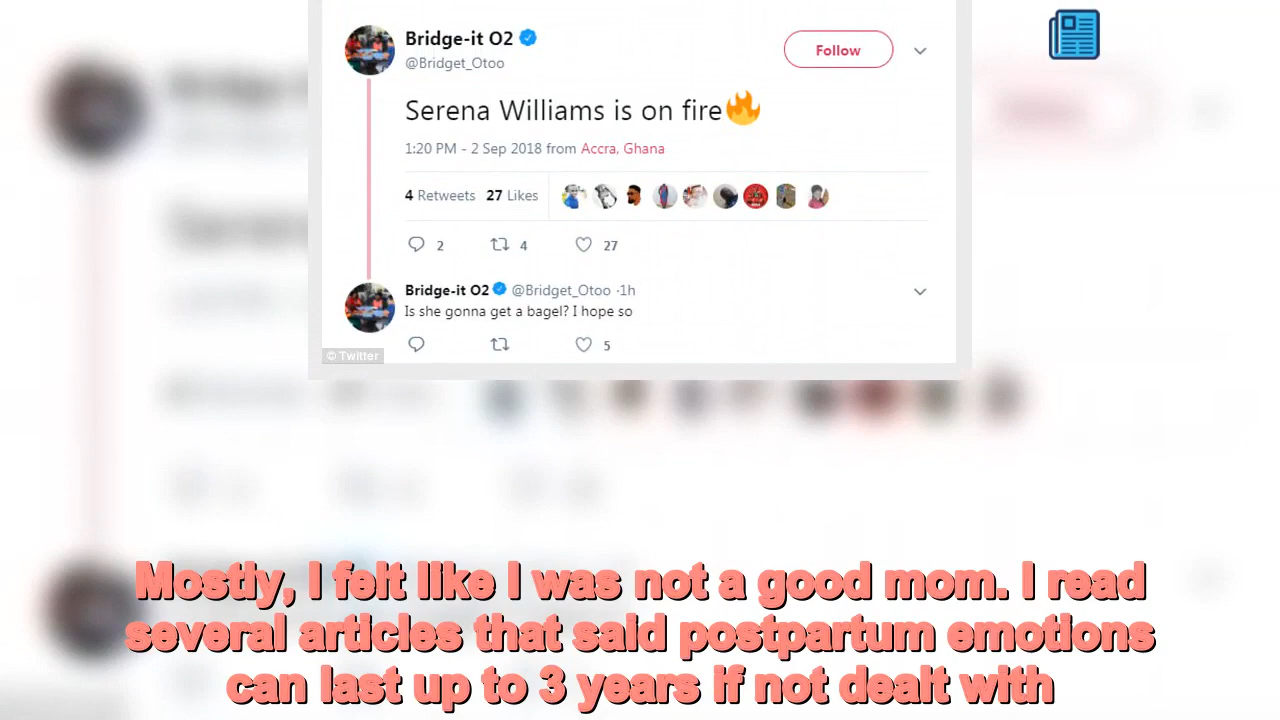 Bridge-it O2
@Bridget_Otoo
Follow
Serena Williams is on fire🔥
1:20 PM - 2 Sep 2018 from Accra, Ghana
4 Retweets 27 Likes
2 4 27
Bridge-it O2 @Bridget_Otoo · 1h
Is she gonna get a bagel? I hope so
5
© Twitter
Mostly, I felt like I was not a good mom. I read
several articles that said postpartum emotions
can last up to 3 years if not dealt with